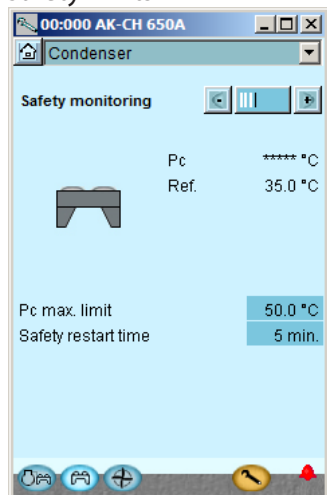 00:000 AK-CH 650A
Condenser
Safety monitoring
Pc ***** °C
Ref. 35.0 °C
Pc max. limit 50.0 °C
Safety restart time 5 min.